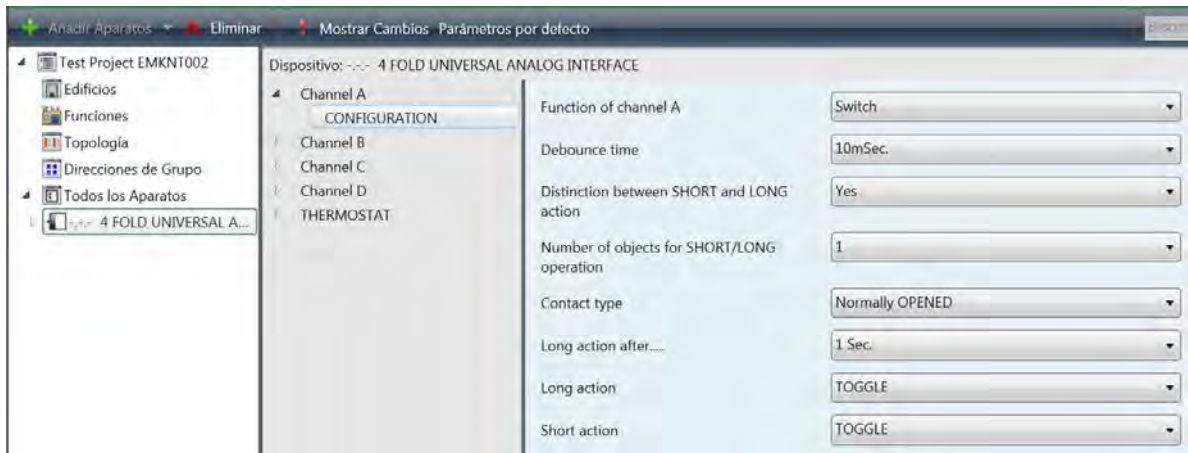 Añadir Aparatos Eliminar Mostrar Cambios Parámetros por defecto
Test Project EMKNT002
Edificios
Funciones
Topología
Direcciones de Grupo
Todos los Aparatos
-.-.- 4 FOLD UNIVERSAL A...
Dispositivo: -.-.- 4 FOLD UNIVERSAL ANALOG INTERFACE
Channel A
CONFIGURATION
Channel B
Channel C
Channel D
THERMOSTAT
Function of channel A Switch
Debounce time 10mSec.
Distinction between SHORT and LONG
action
Yes
Number of objects for SHORT/LONG
operation
1
Contact type Normally OPENED
Long action after..... 1 Sec.
Long action TOGGLE
Short action TOGGLE